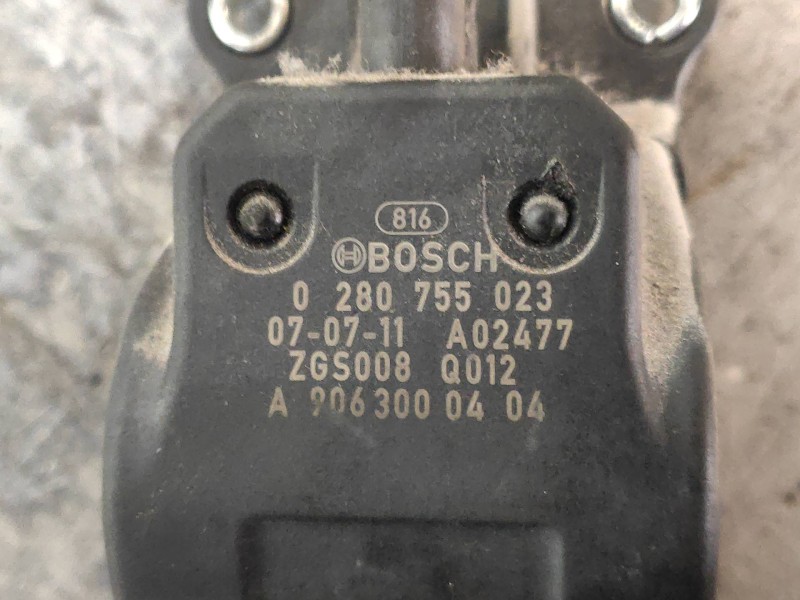 816
BOSCH
0 280 755 023
07-07-11 A02477
ZGS008 Q012
A 906 300 04 04